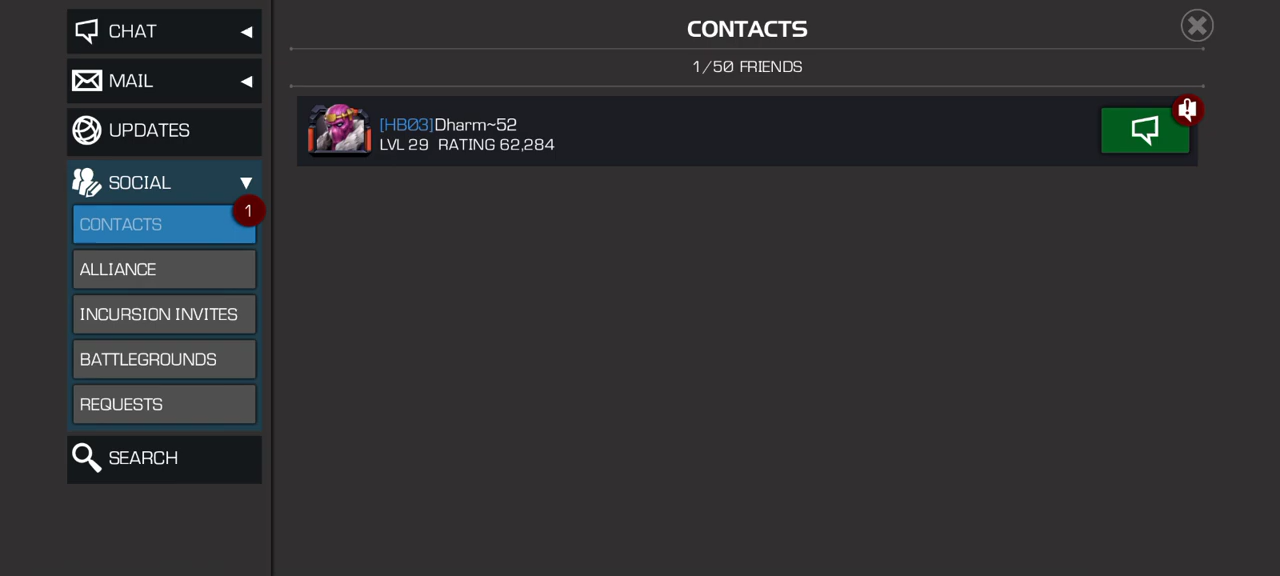 CHAT
MAIL
UPDATES
SOCIAL
1
CONTACTS
ALLIANCE
INCURSION INVITES
BATTLEGROUNDS
REQUESTS
SEARCH
CONTACTS
1/50 FRIENDS
[HB03]Dharm~52
LVL 29 RATING 62,284